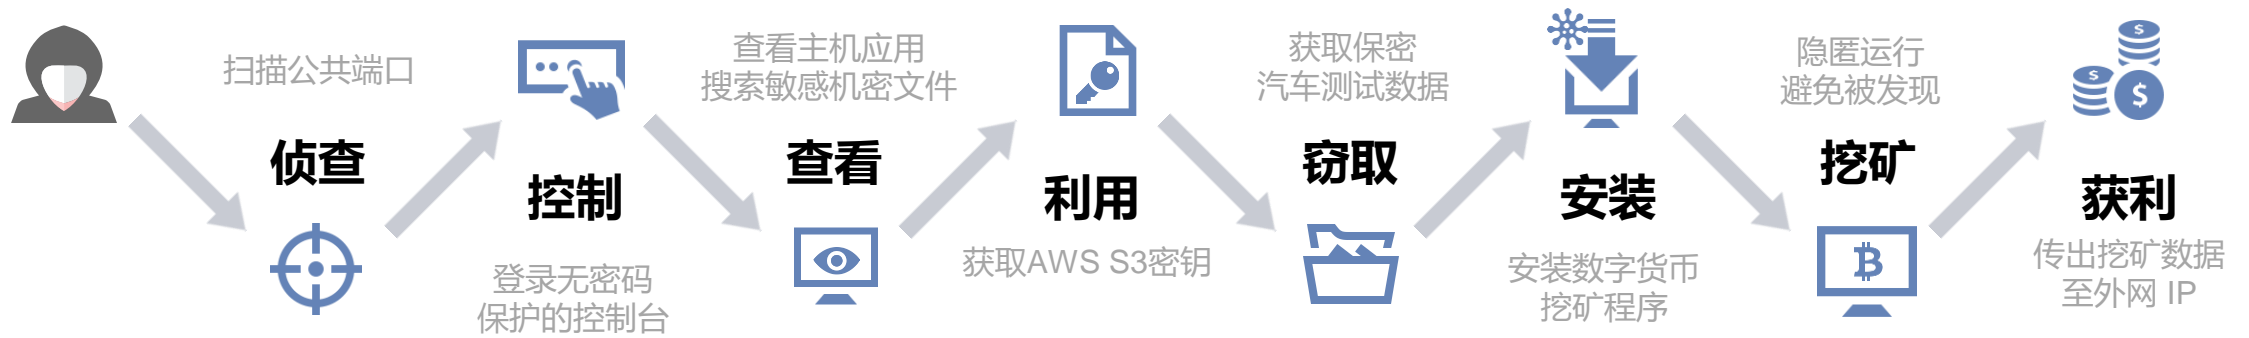 扫描公共端口
侦查
控制
登录无密码
保护的控制台
查看主机应用
搜索敏感机密文件
查看
利用
获取AWS S3密钥
获取保密
汽车测试数据
窃取
安装
安装数字货币
挖矿程序
隐匿运行
避免被发现
挖矿
获利
传出挖矿数据
至外网 IP